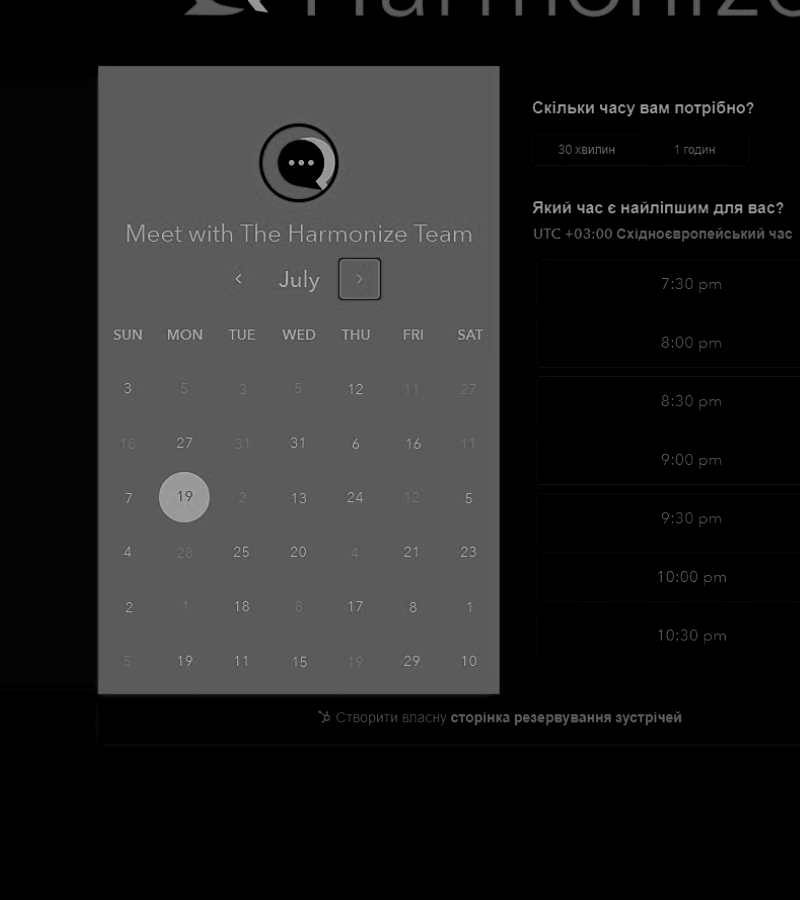 Harmonize
Meet with The Harmonize Team
July
SUN MON TUE WED THU FRI SAT
3 5 3 5 12 11 27
18 27 31 31 6 16 11
7 19 2 13 24 12 5
4 28 25 20 4 21 23
2 1 18 8 17 8 1
5 19 11 15 19 29 10
Скільки часу вам потрібно?
30 хвилин 1 годин
Який час є найліпшим для вас?
UTC +03:00 Східноєвропейський час
7:30 pm
8:00 pm
8:30 pm
9:00 pm
9:30 pm
10:00 pm
10:30 pm
Створити власну сторінка резервування зустрічей